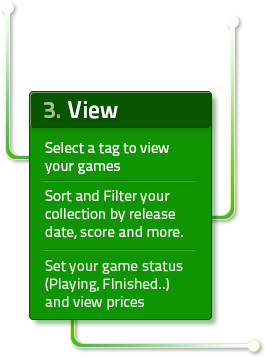 3. View
Select a tag to view
your games
Sort and Filter your
collection by release
date, score and more.
Set your game status
(Playing, FInished..)
and view prices